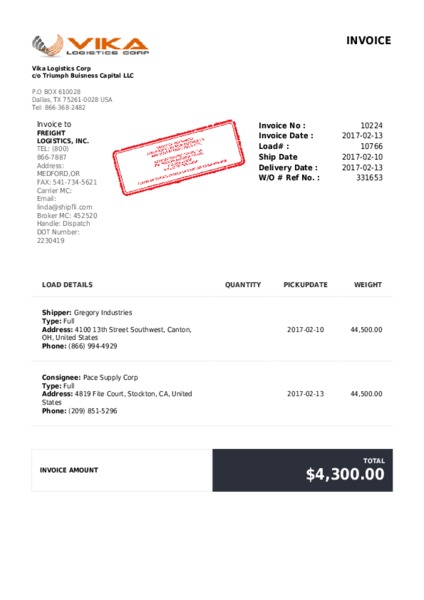 VIKA
LOGISTICS CORP
INVOICE
Vika Logistics Corp
c/o Triumph Buisness Capital LLC
P.O BOX 610028
Dallas, TX 75261-0028 USA
Tel: 866-368-2482
Invoice to
FREIGHT
LOGISTICS, INC.
TEL: (800)
866-7887
Address:
MEDFORD,OR
FAX: 541-734-5621
Carrier MC:
Email:
linda@shipfli.com
Broker MC: 452520
Handle: Dispatch
DOT Number:
2230419
Invoice No : 10224
Invoice Date : 2017-02-13
Load# : 10766
Ship Date 2017-02-10
Delivery Date : 2017-02-13
W/O # Ref No. : 331653
LOAD DETAILS QUANTITY PICKUPDATE WEIGHT
Shipper: Gregory Industries
Type: Full
Address: 4100 13th Street Southwest, Canton,
OH, United States
Phone: (866) 994-4929
2017-02-10 44,500.00
Consignee: Pace Supply Corp
Type: Full
Address: 4819 Fite Court, Stockton, CA, United
States
Phone: (209) 851-5296
2017-02-13 44,500.00
INVOICE AMOUNT
TOTAL
$4,300.00